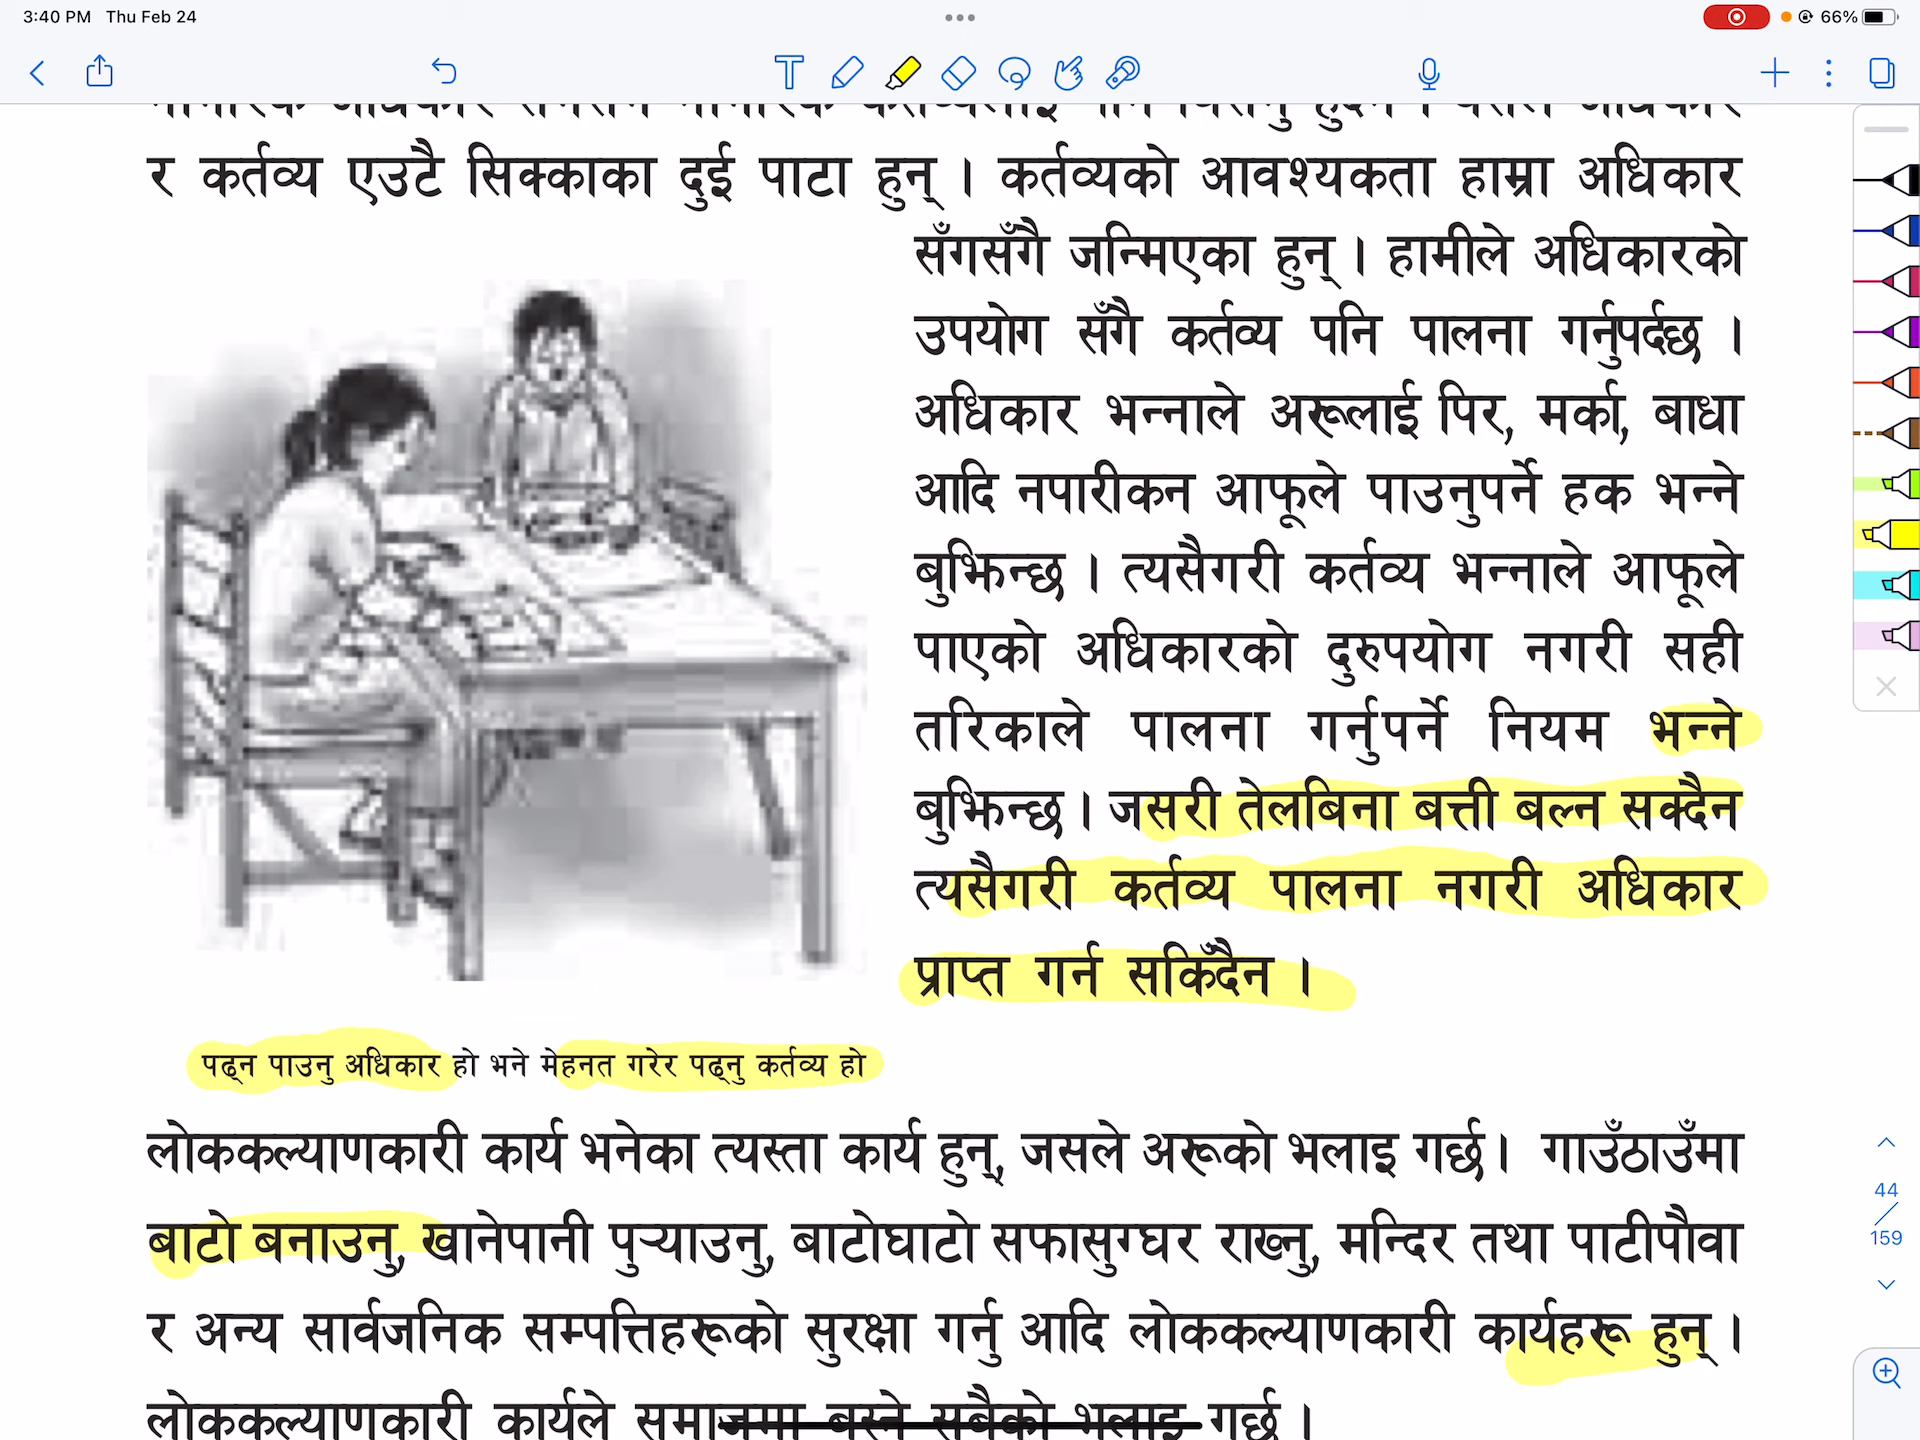 3:40 PM Thu Feb 24
66%
र कर्तव्य एउटै सिक्काका दुई पाटा हुन् । कर्तव्यको आवश्यकता हाम्रा अधिकार
सँगसँगै जन्मिएका हुन् । हामीले अधिकारको
उपयोग सँगै कर्तव्य पनि पालना गर्नुपर्दछ ।
अधिकार भन्नाले अरूलाई पिर, मर्का, बाधा
आदि नपारीकन आफूले पाउनुपर्ने हक भन्ने
बुझिन्छ । त्यसैगरी कर्तव्य भन्नाले आफूले
पाएको अधिकारको दुरुपयोग नगरी सही
तरिकाले पालना गर्नुपर्ने नियम भन्ने
बुझिन्छ । जसरी तेलबिना बत्ती बल्न सक्दैन
त्यसैगरी कर्तव्य पालना नगरी अधिकार
प्राप्त गर्न सकिँदैन ।
पढ्न पाउनु अधिकार हो भने मेहनत गरेर पढ्नु कर्तव्य हो
लोककल्याणकारी कार्य भनेका त्यस्ता कार्य हुन्, जसले अरूको भलाइ गर्छ । गाउँठाउँमा
बाटो बनाउनु, खानेपानी पुऱ्याउनु, बाटोघाटो सफासुग्घर राख्नु, मन्दिर तथा पाटीपौवा
र अन्य सार्वजनिक सम्पत्तिहरूको सुरक्षा गर्नु आदि लोककल्याणकारी कार्यहरू हुन् ।
लोककल्याणकारी कार्यले समाजमा बस्ने सबैको भलाइ गर्छ ।
44
159